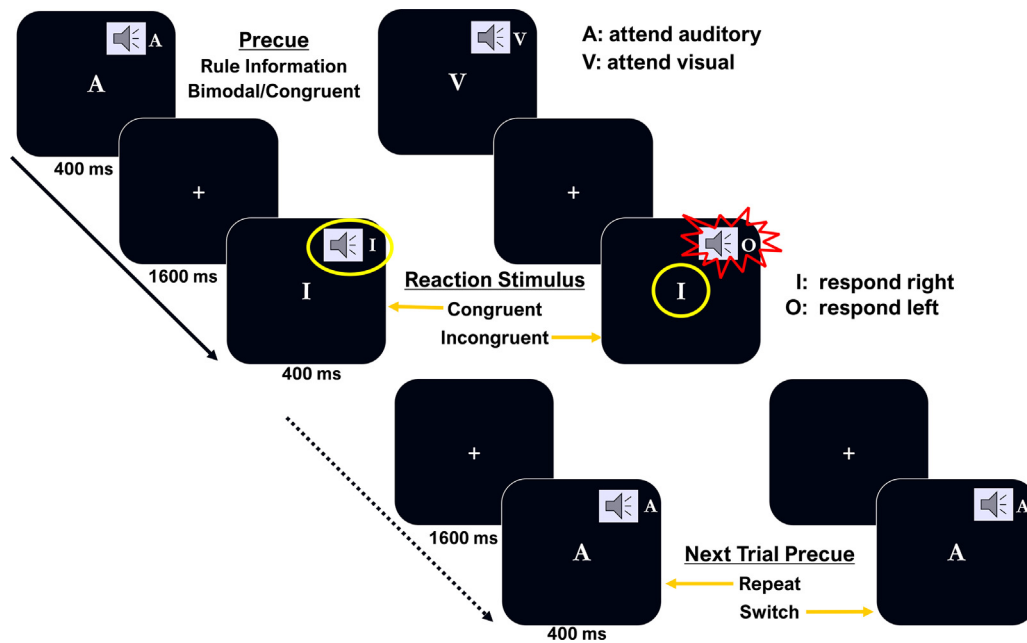 A
A
Precue
Rule Information
Bimodal/Congruent
V
V
A: attend auditory
V: attend visual
400 ms
+
1600 ms
+
I
I
Reaction Stimulus
Congruent
Incongruent
O
I
I: respond right
O: respond left
400 ms
+
1600 ms
+
A
A
Next Trial Precue
Repeat
Switch
A
A
400 ms